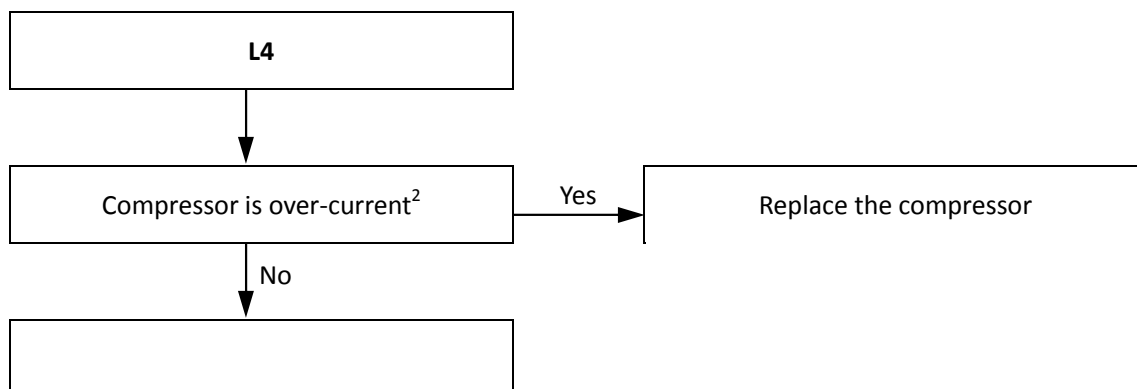 L4
Compressor is over-current²
Yes
Replace the compressor
No